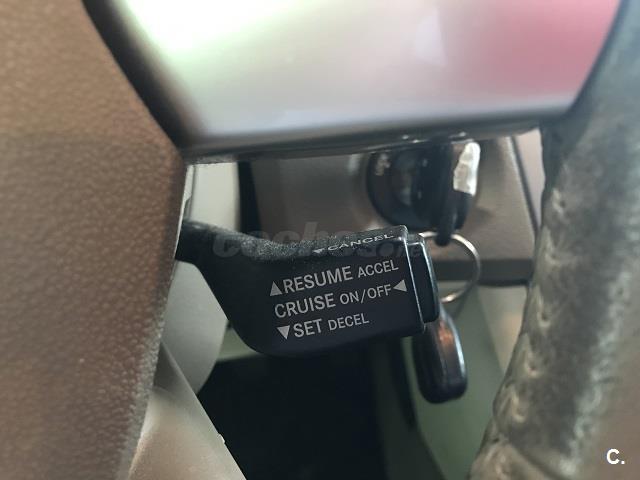 ▼CANCEL
▲RESUME ACCEL
CRUISE ON/OFF◀
▼SET DECEL
C.